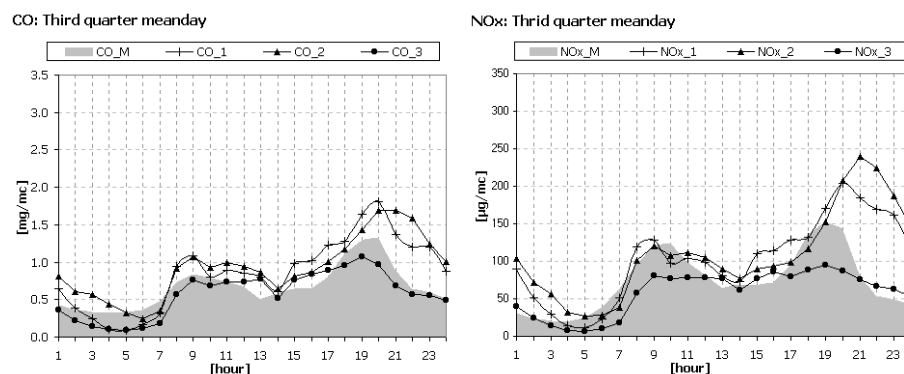 CO: Third quarter meanday
CO_M CO_1 CO_2 CO_3
3.5
3.0
2.5
2.0
1.5
1.0
0.5
0.0
[mg/mc]
1 3 5 7 9 11 13 15 17 19 21 23
[hour]
NOx: Thrid quarter meanday
NOx_M NOx_1 NOx_2 NOx_3
350
300
250
200
150
100
50
0
[µg/mc]
1 3 5 7 9 11 13 15 17 19 21 23
[hour]